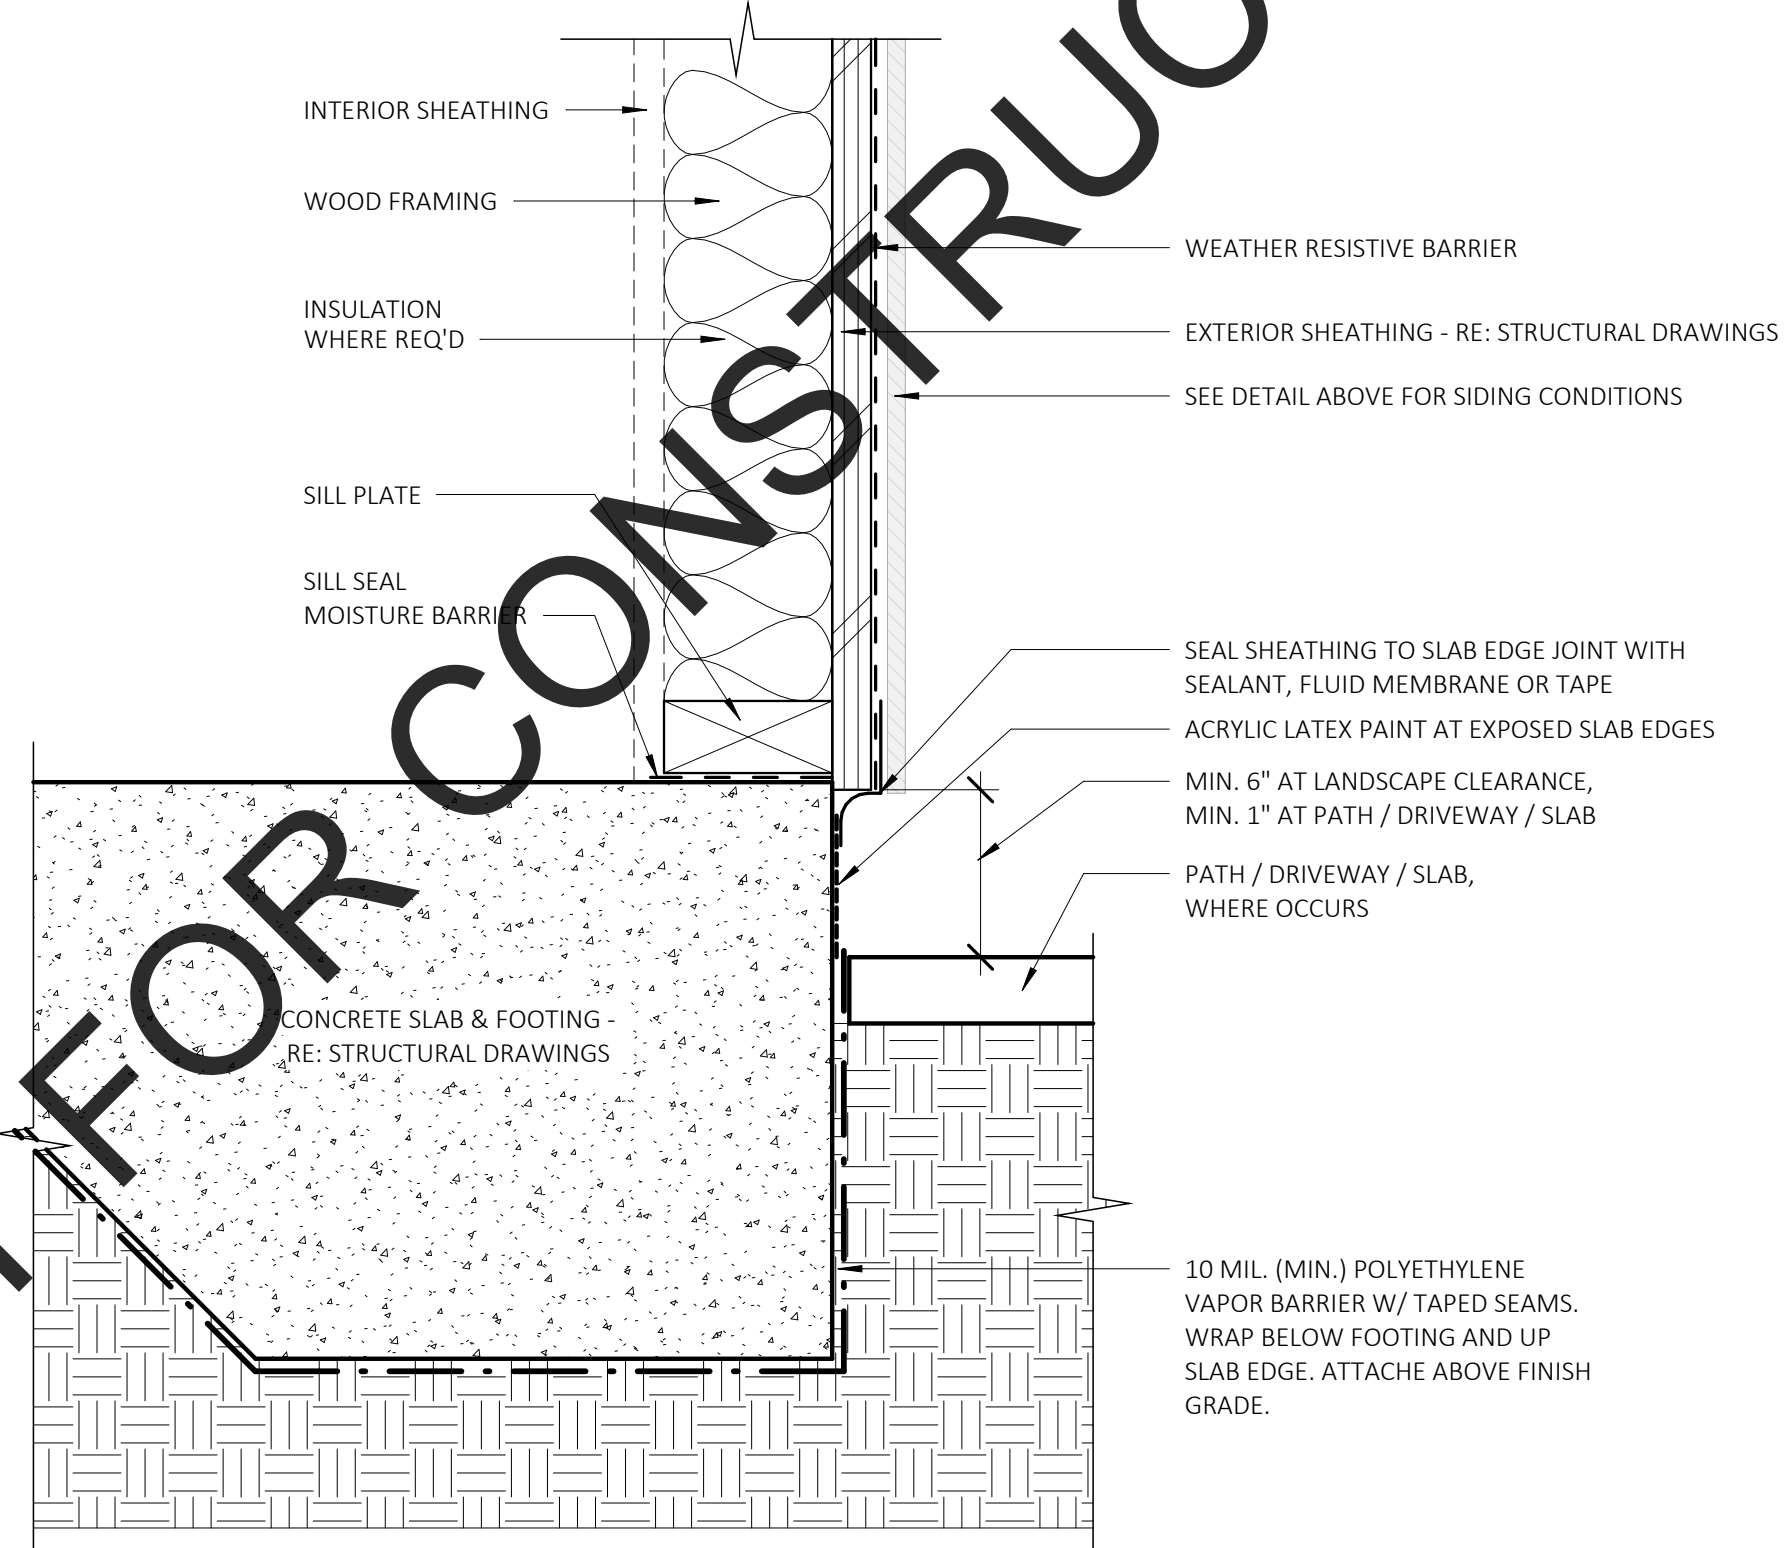 INTERIOR SHEATHING
WOOD FRAMING
INSULATION
WHERE REQ'D
SILL PLATE
SILL SEAL
MOISTURE BARRIER
WEATHER RESISTIVE BARRIER
EXTERIOR SHEATHING - RE: STRUCTURAL DRAWINGS
SEE DETAIL ABOVE FOR SIDING CONDITIONS
SEAL SHEATHING TO SLAB EDGE JOINT WITH
SEALANT, FLUID MEMBRANE OR TAPE
ACRYLIC LATEX PAINT AT EXPOSED SLAB EDGES
MIN. 6" AT LANDSCAPE CLEARANCE,
MIN. 1" AT PATH / DRIVEWAY / SLAB
PATH / DRIVEWAY / SLAB,
WHERE OCCURS
CONCRETE SLAB & FOOTING -
RE: STRUCTURAL DRAWINGS
10 MIL. (MIN.) POLYETHYLENE
VAPOR BARRIER W/ TAPED SEAMS.
WRAP BELOW FOOTING AND UP
SLAB EDGE. ATTACHE ABOVE FINISH
GRADE.
FOR CONSTRUC